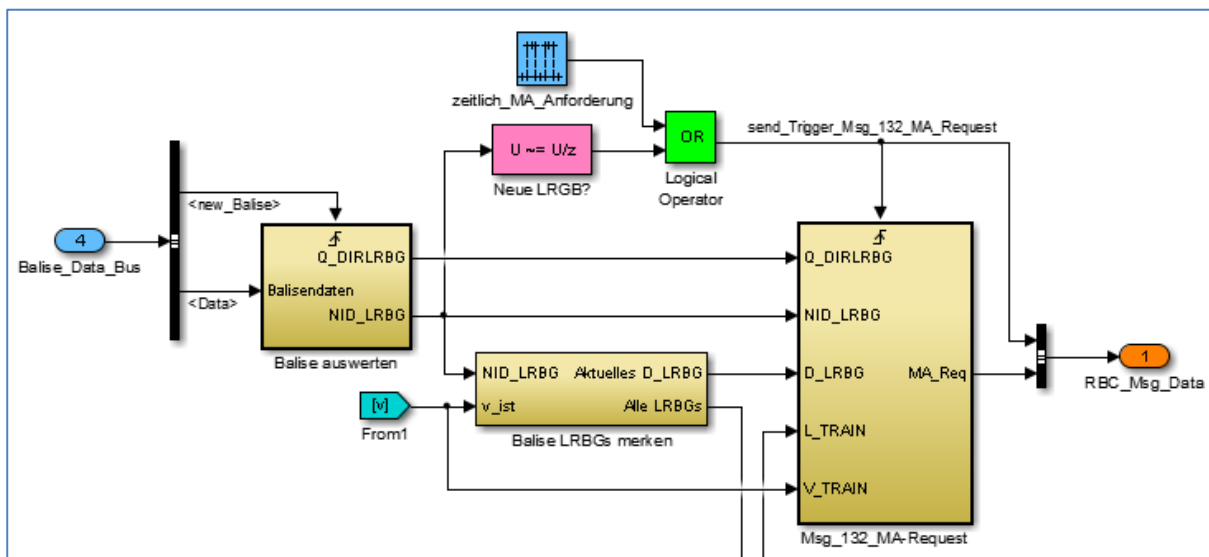 zeitlich_MA_Anforderung
OR
send_Trigger_Msg_132_MA_Request
U ~= U/z
Neue LRGB?
Logical
Operator
<new_Balise>
4
Balise_Data_Bus
Q_DIRLRBG
Balisendaten
NID_LRBG
<Data>
Balise auswerten
NID_LRBG
Aktuelles D_LRBG
v_ist
Alle LRBGs
Balise LRBGs merken
[v]
From1
Q_DIRLRBG
NID_LRBG
D_LRBG
MA_Req
L_TRAIN
V_TRAIN
Msg_132_MA-Request
1
RBC_Msg_Data